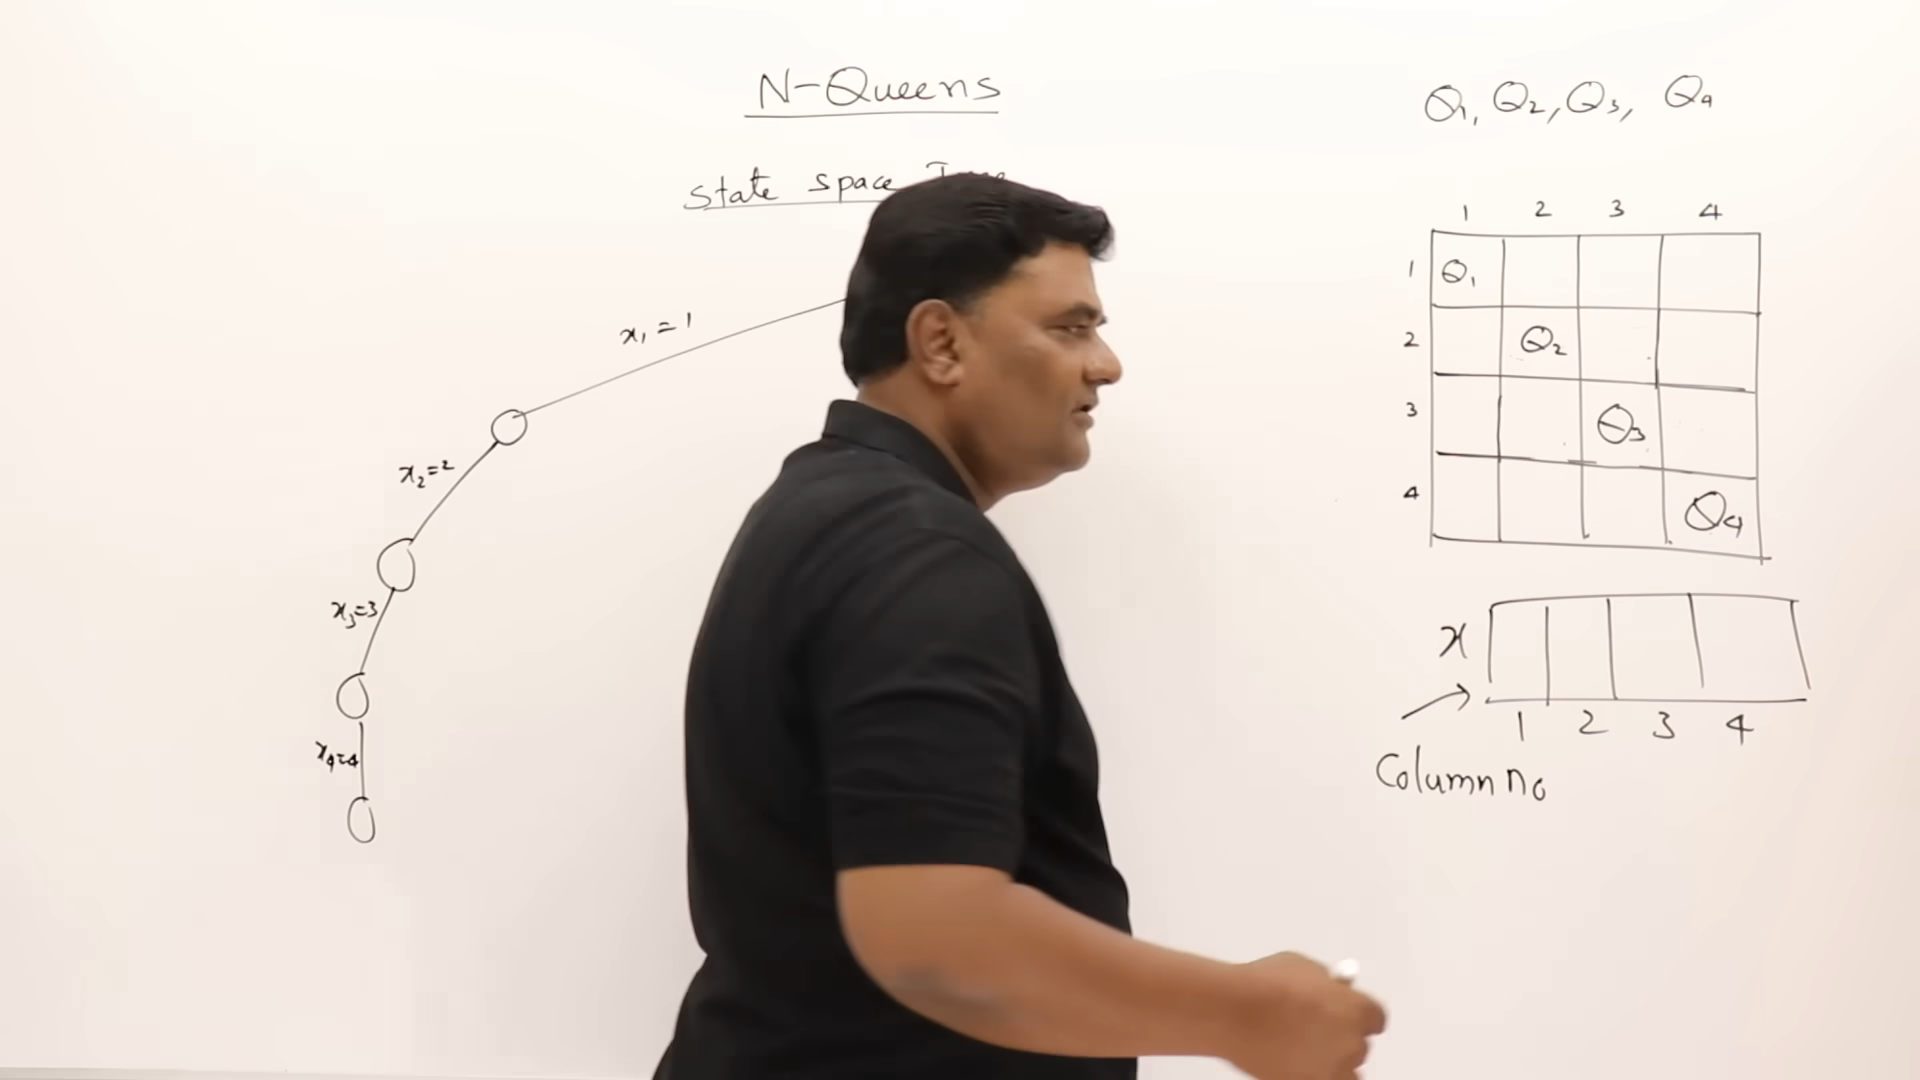 N-Queens
State space Tree
x₁ = 1
x₂=2
x₃=3
x₄=4
Q₁, Q₂, Q₃, Q₄
1 2 3 4
1 Q₁
2 Q₂
3 Q₃
4 Q₄
x
1 2 3 4
Column no